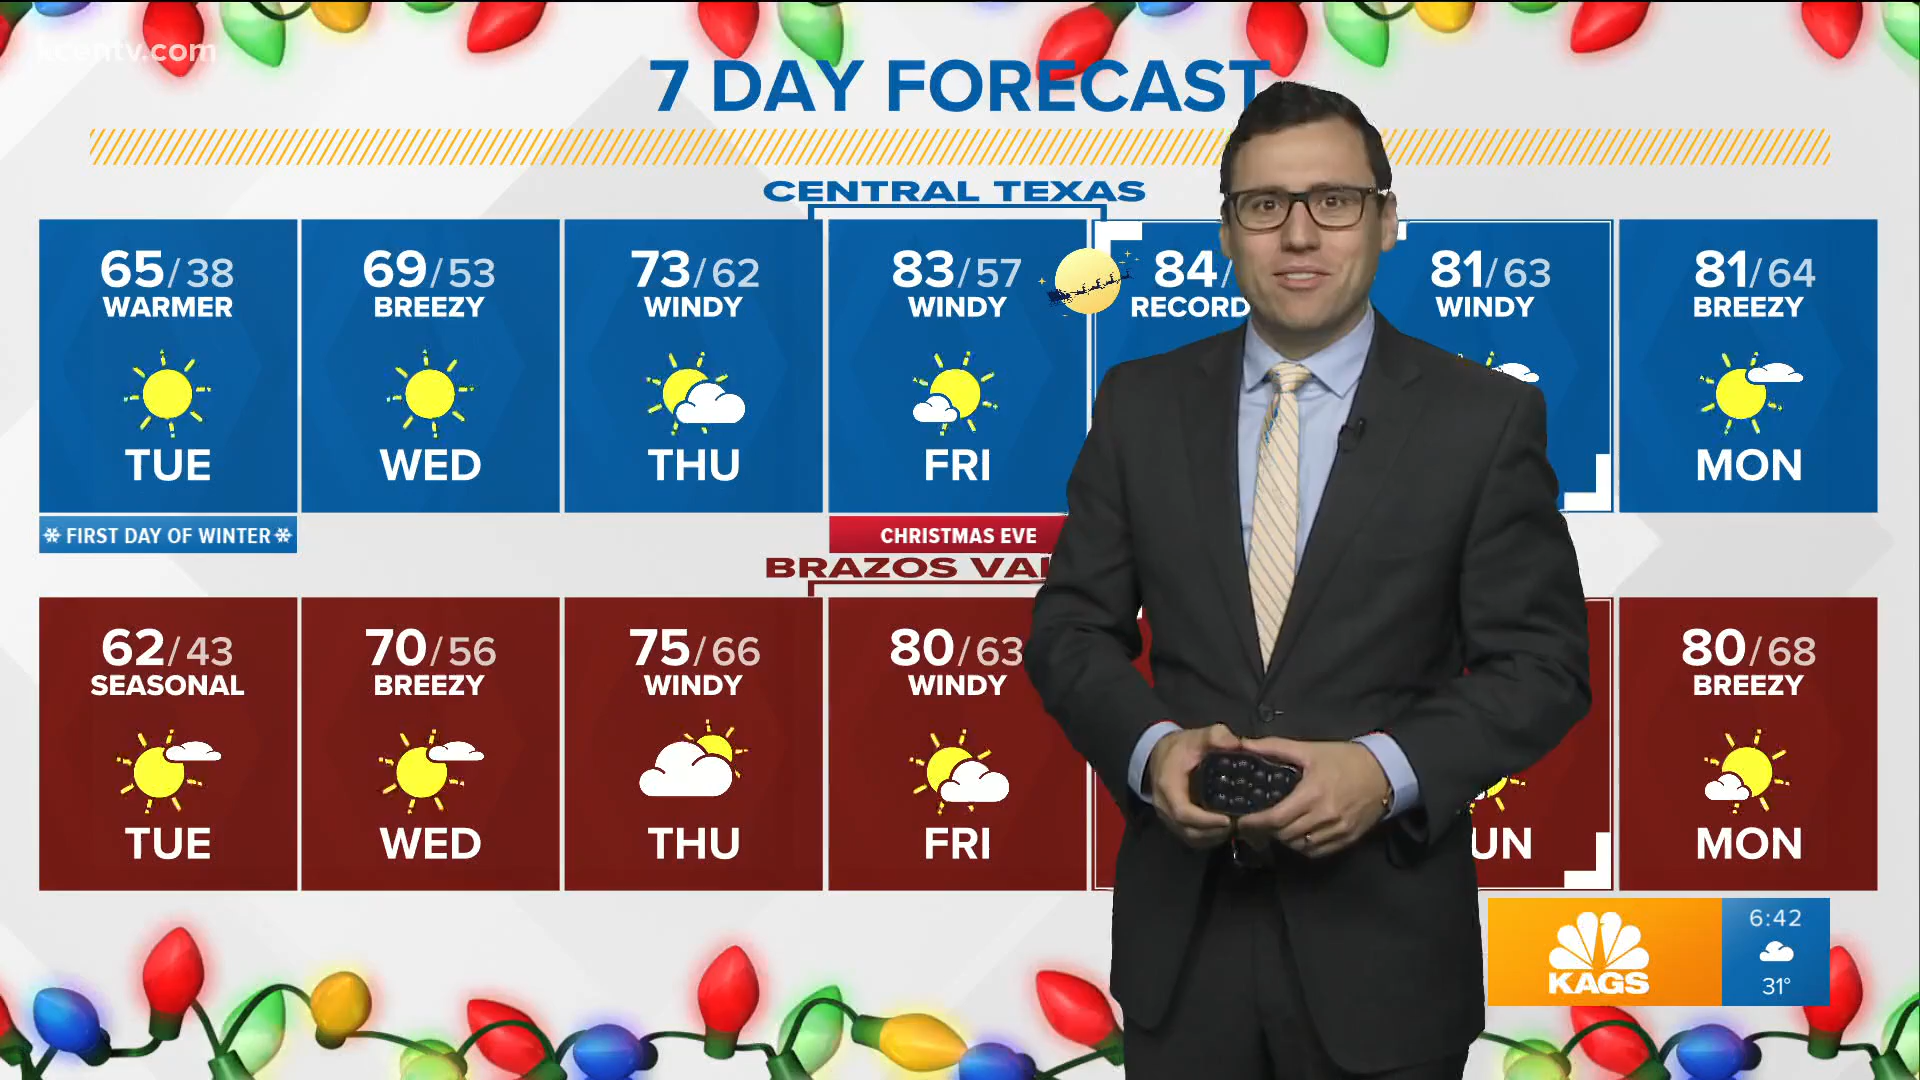 kcentv.com
7 DAY FORECAST
CENTRAL TEXAS
65/38 69/53 73/62 83/57 84/ 81/63 81/64
WARMER BREEZY WINDY WINDY RECORD WINDY BREEZY
TUE WED THU FRI MON
FIRST DAY OF WINTER CHRISTMAS EVE
BRAZOS
62/43 70/56 75/66 80/63 80/68
SEASONAL BREEZY WINDY WINDY BREEZY
TUE WED THU FRI UN MON
6:42
KAGS
31°